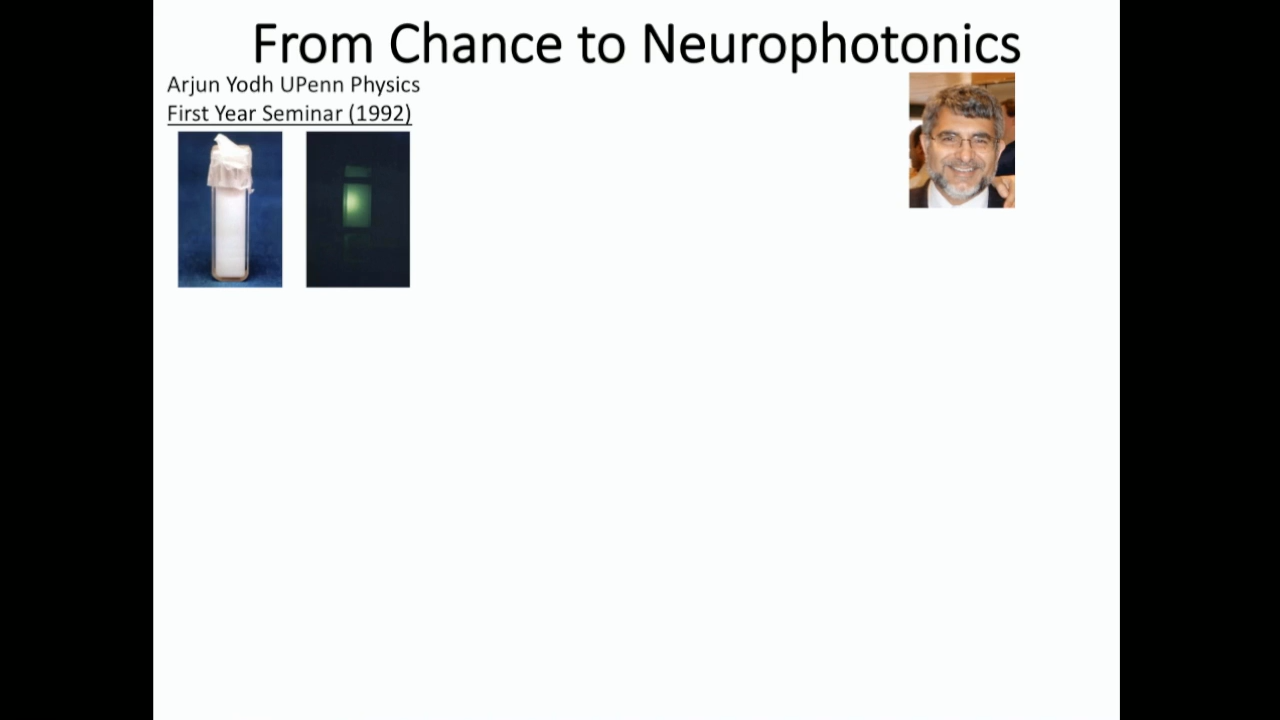 From Chance to Neurophotonics
Arjun Yodh UPenn Physics
First Year Seminar (1992)